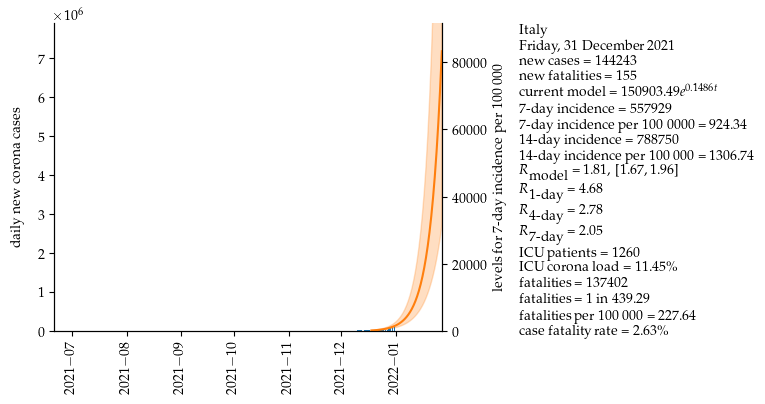 ×10⁶
7
6
5
4
3
2
1
0
daily new corona cases
80000
60000
40000
20000
0
levels for 7-day incidence per 100 000
2021−07
2021−08
2021−09
2021−10
2021−11
2021−12
2022−01
Italy
Friday, 31 December 2021
new cases = 144243
new fatalities = 155
current model = 150903.49e^0.1486t
7-day incidence = 557929
7-day incidence per 100 0000 = 924.34
14-day incidence = 788750
14-day incidence per 100 000 = 1306.74
R model = 1.81, [1.67, 1.96]
R 1-day = 4.68
R 4-day = 2.78
R 7-day = 2.05
ICU patients = 1260
ICU corona load = 11.45%
fatalities = 137402
fatalities = 1 in 439.29
fatalities per 100 000 = 227.64
case fatality rate = 2.63%